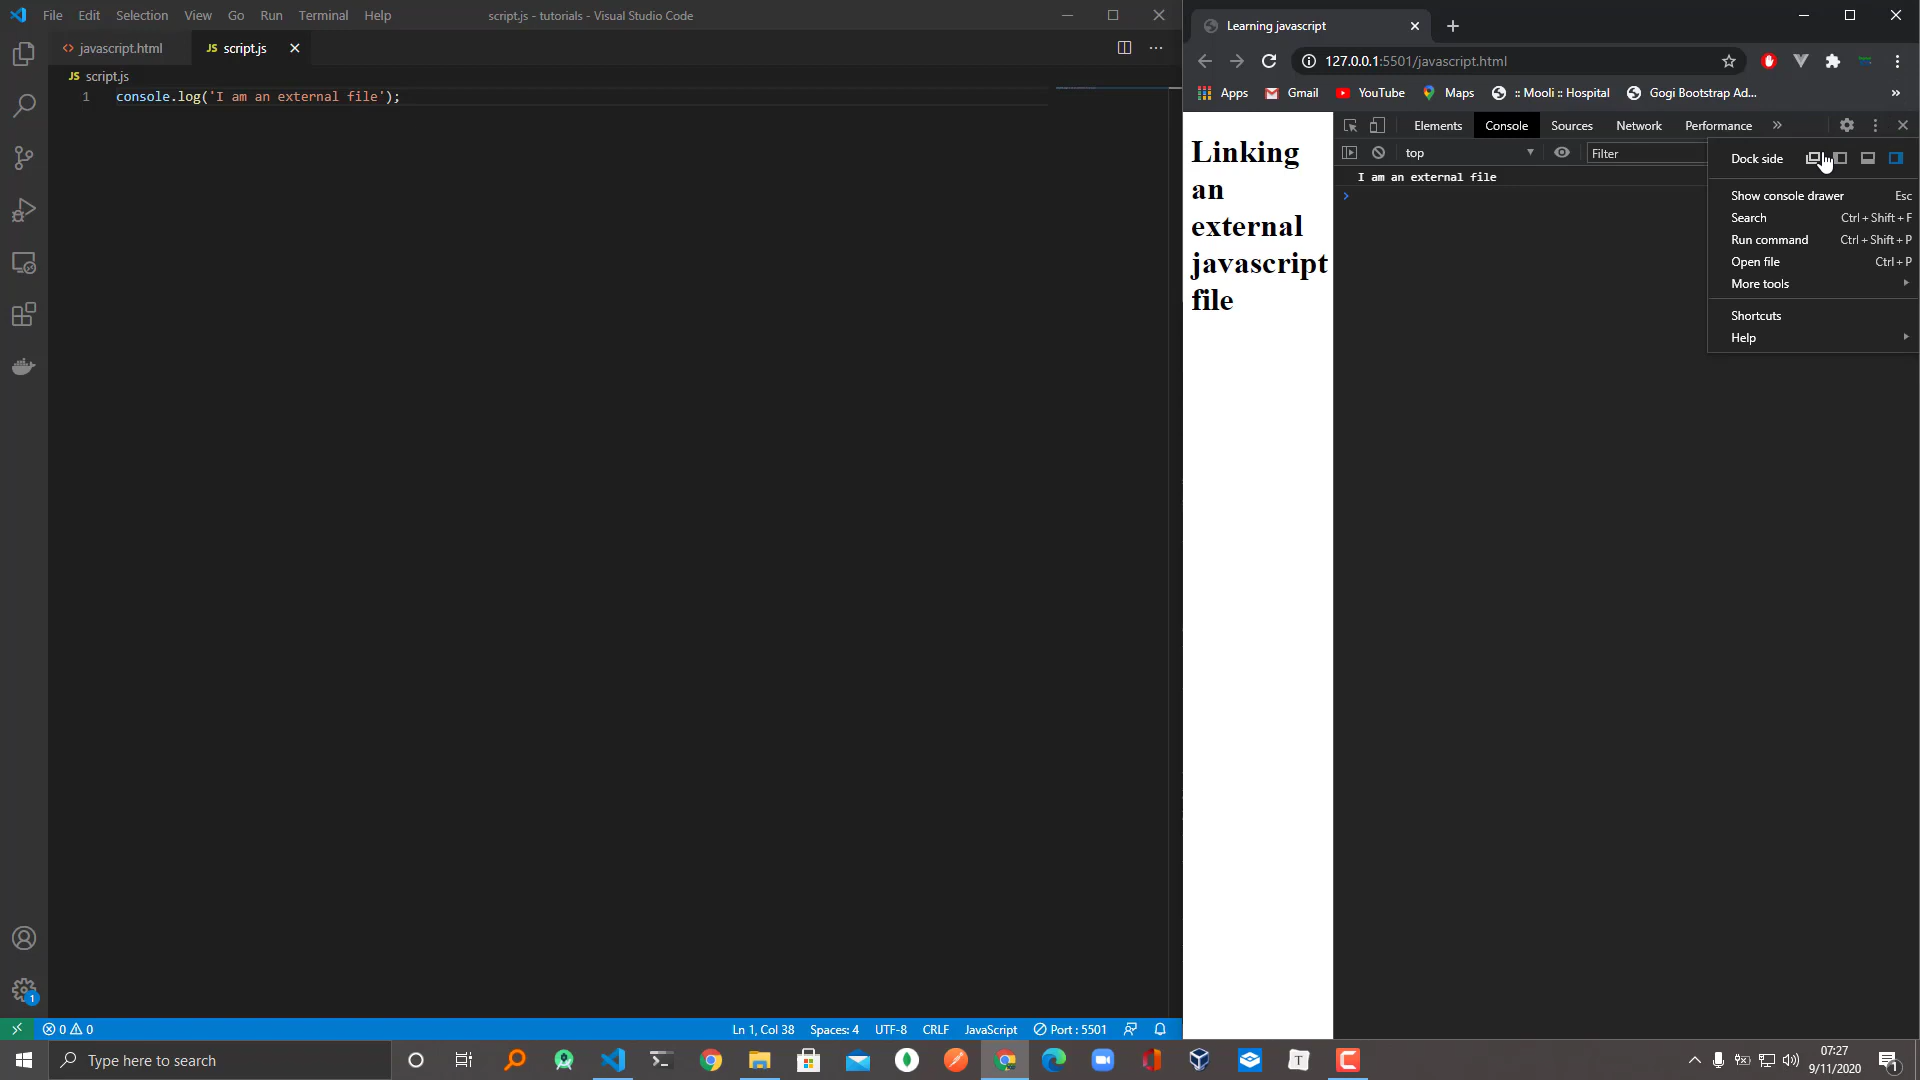 File Edit Selection View Go Run Terminal Help
script.js - tutorials - Visual Studio Code
javascript.html
JS script.js
JS script.js
1 console.log('I am an external file');
0 0
Ln 1, Col 38 Spaces: 4 UTF-8 CRLF JavaScript Port : 5501
1
Learning javascript
127.0.0.1:5501/javascript.html
Apps Gmail YouTube Maps :: Mooli :: Hospital Gogi Bootstrap Ad... »
Elements Console Sources Network Performance »
top Filter
I am an external file
Linking
an
external
javascript
file
Dock side
Show console drawer Esc
Search Ctrl + Shift + F
Run command Ctrl + Shift + P
Open file Ctrl + P
More tools
Shortcuts
Help
Type here to search
T
07:27
9/11/2020
1